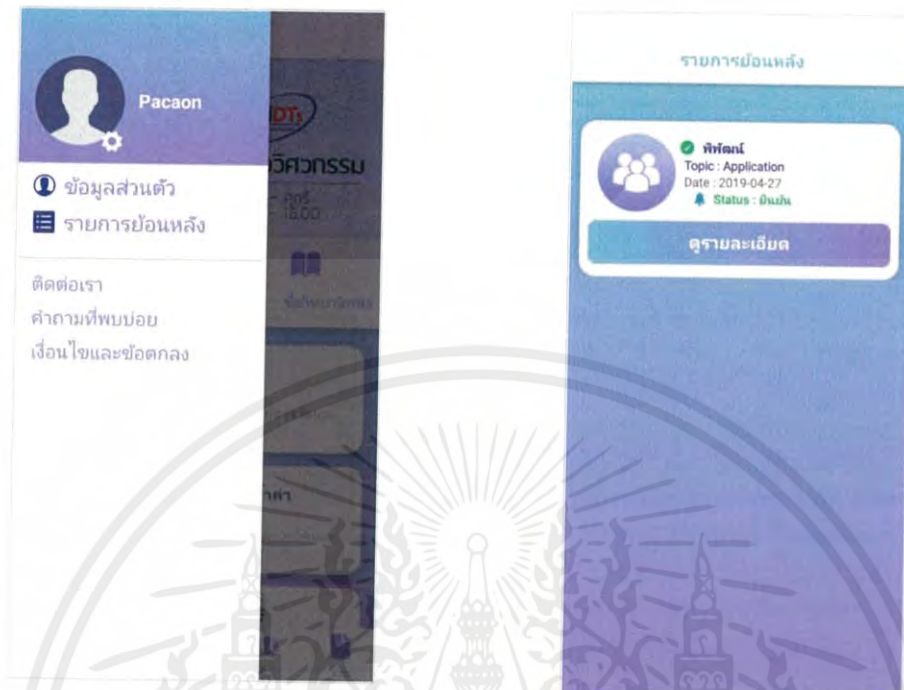 Pacaon
ข้อมูลส่วนตัว
รายการย้อนหลัง
ติดต่อเรา
คำถามที่พบบ่อย
เงื่อนไขและข้อตกลง
IDTs
วิศวกรรม
รายการย้อนหลัง
พิพัฒน์
Topic : Application
Date : 2019-04-27
Status : ยืนยัน
ดูรายละเอียด